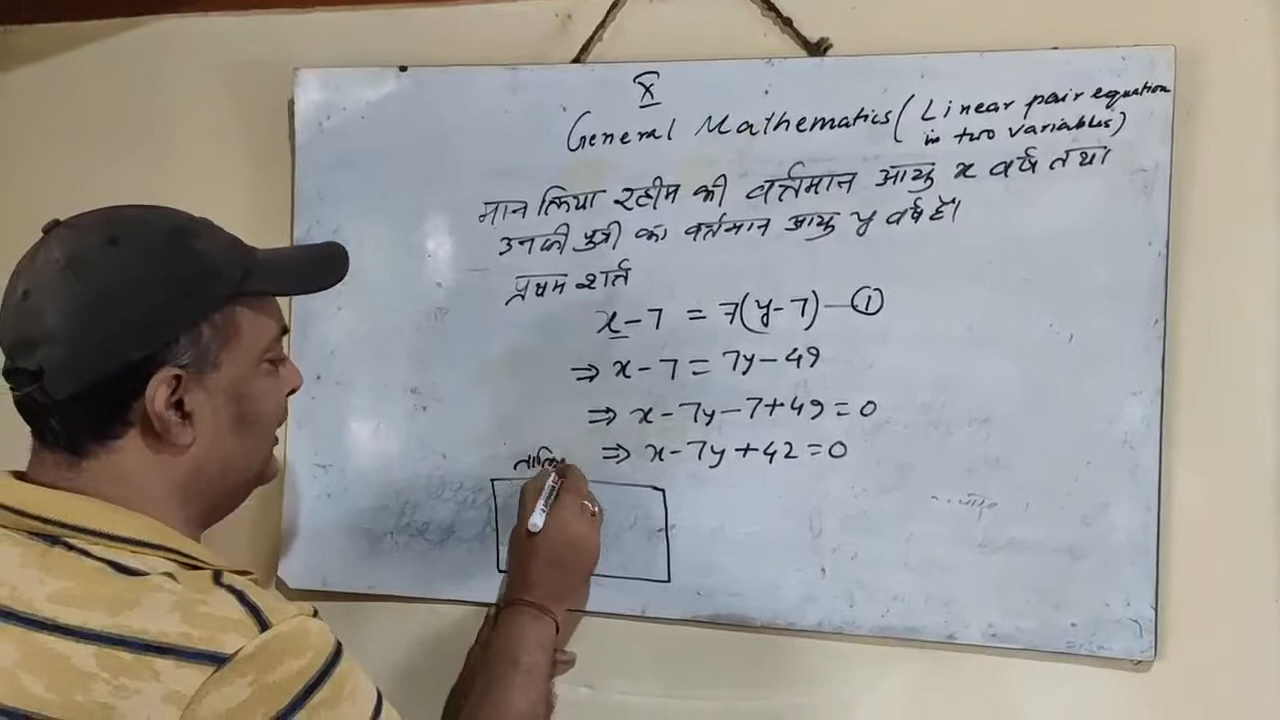 X
General Mathematics (Linear pair equation
in two variables)
मान लिया रहीम की वर्त्तमान आयु x वर्ष तथा
उनकी पुत्री का वर्तमान आयु y वर्ष है।
प्रथम शर्त
x-7 = 7(y-7) — ①
⇒ x-7 = 7y-49
⇒ x-7y-7+49=0
⇒ x-7y+42=0